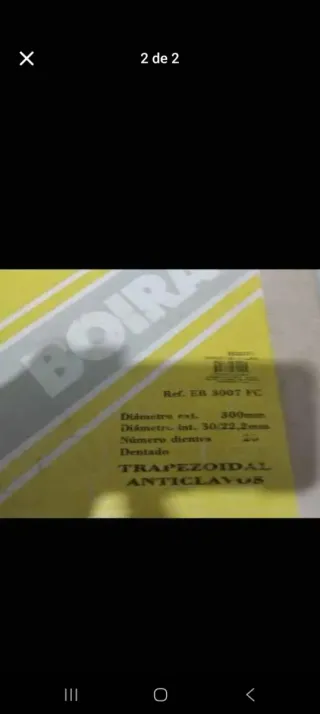 2 de 2
BOIRA
Ref. EB 3007 FC
Diámetro ext. 300mm
Diámetro. int. 30/22,2mm
Número dientes
Dentado
TRAPEZOIDAL
ANTICLAVOS